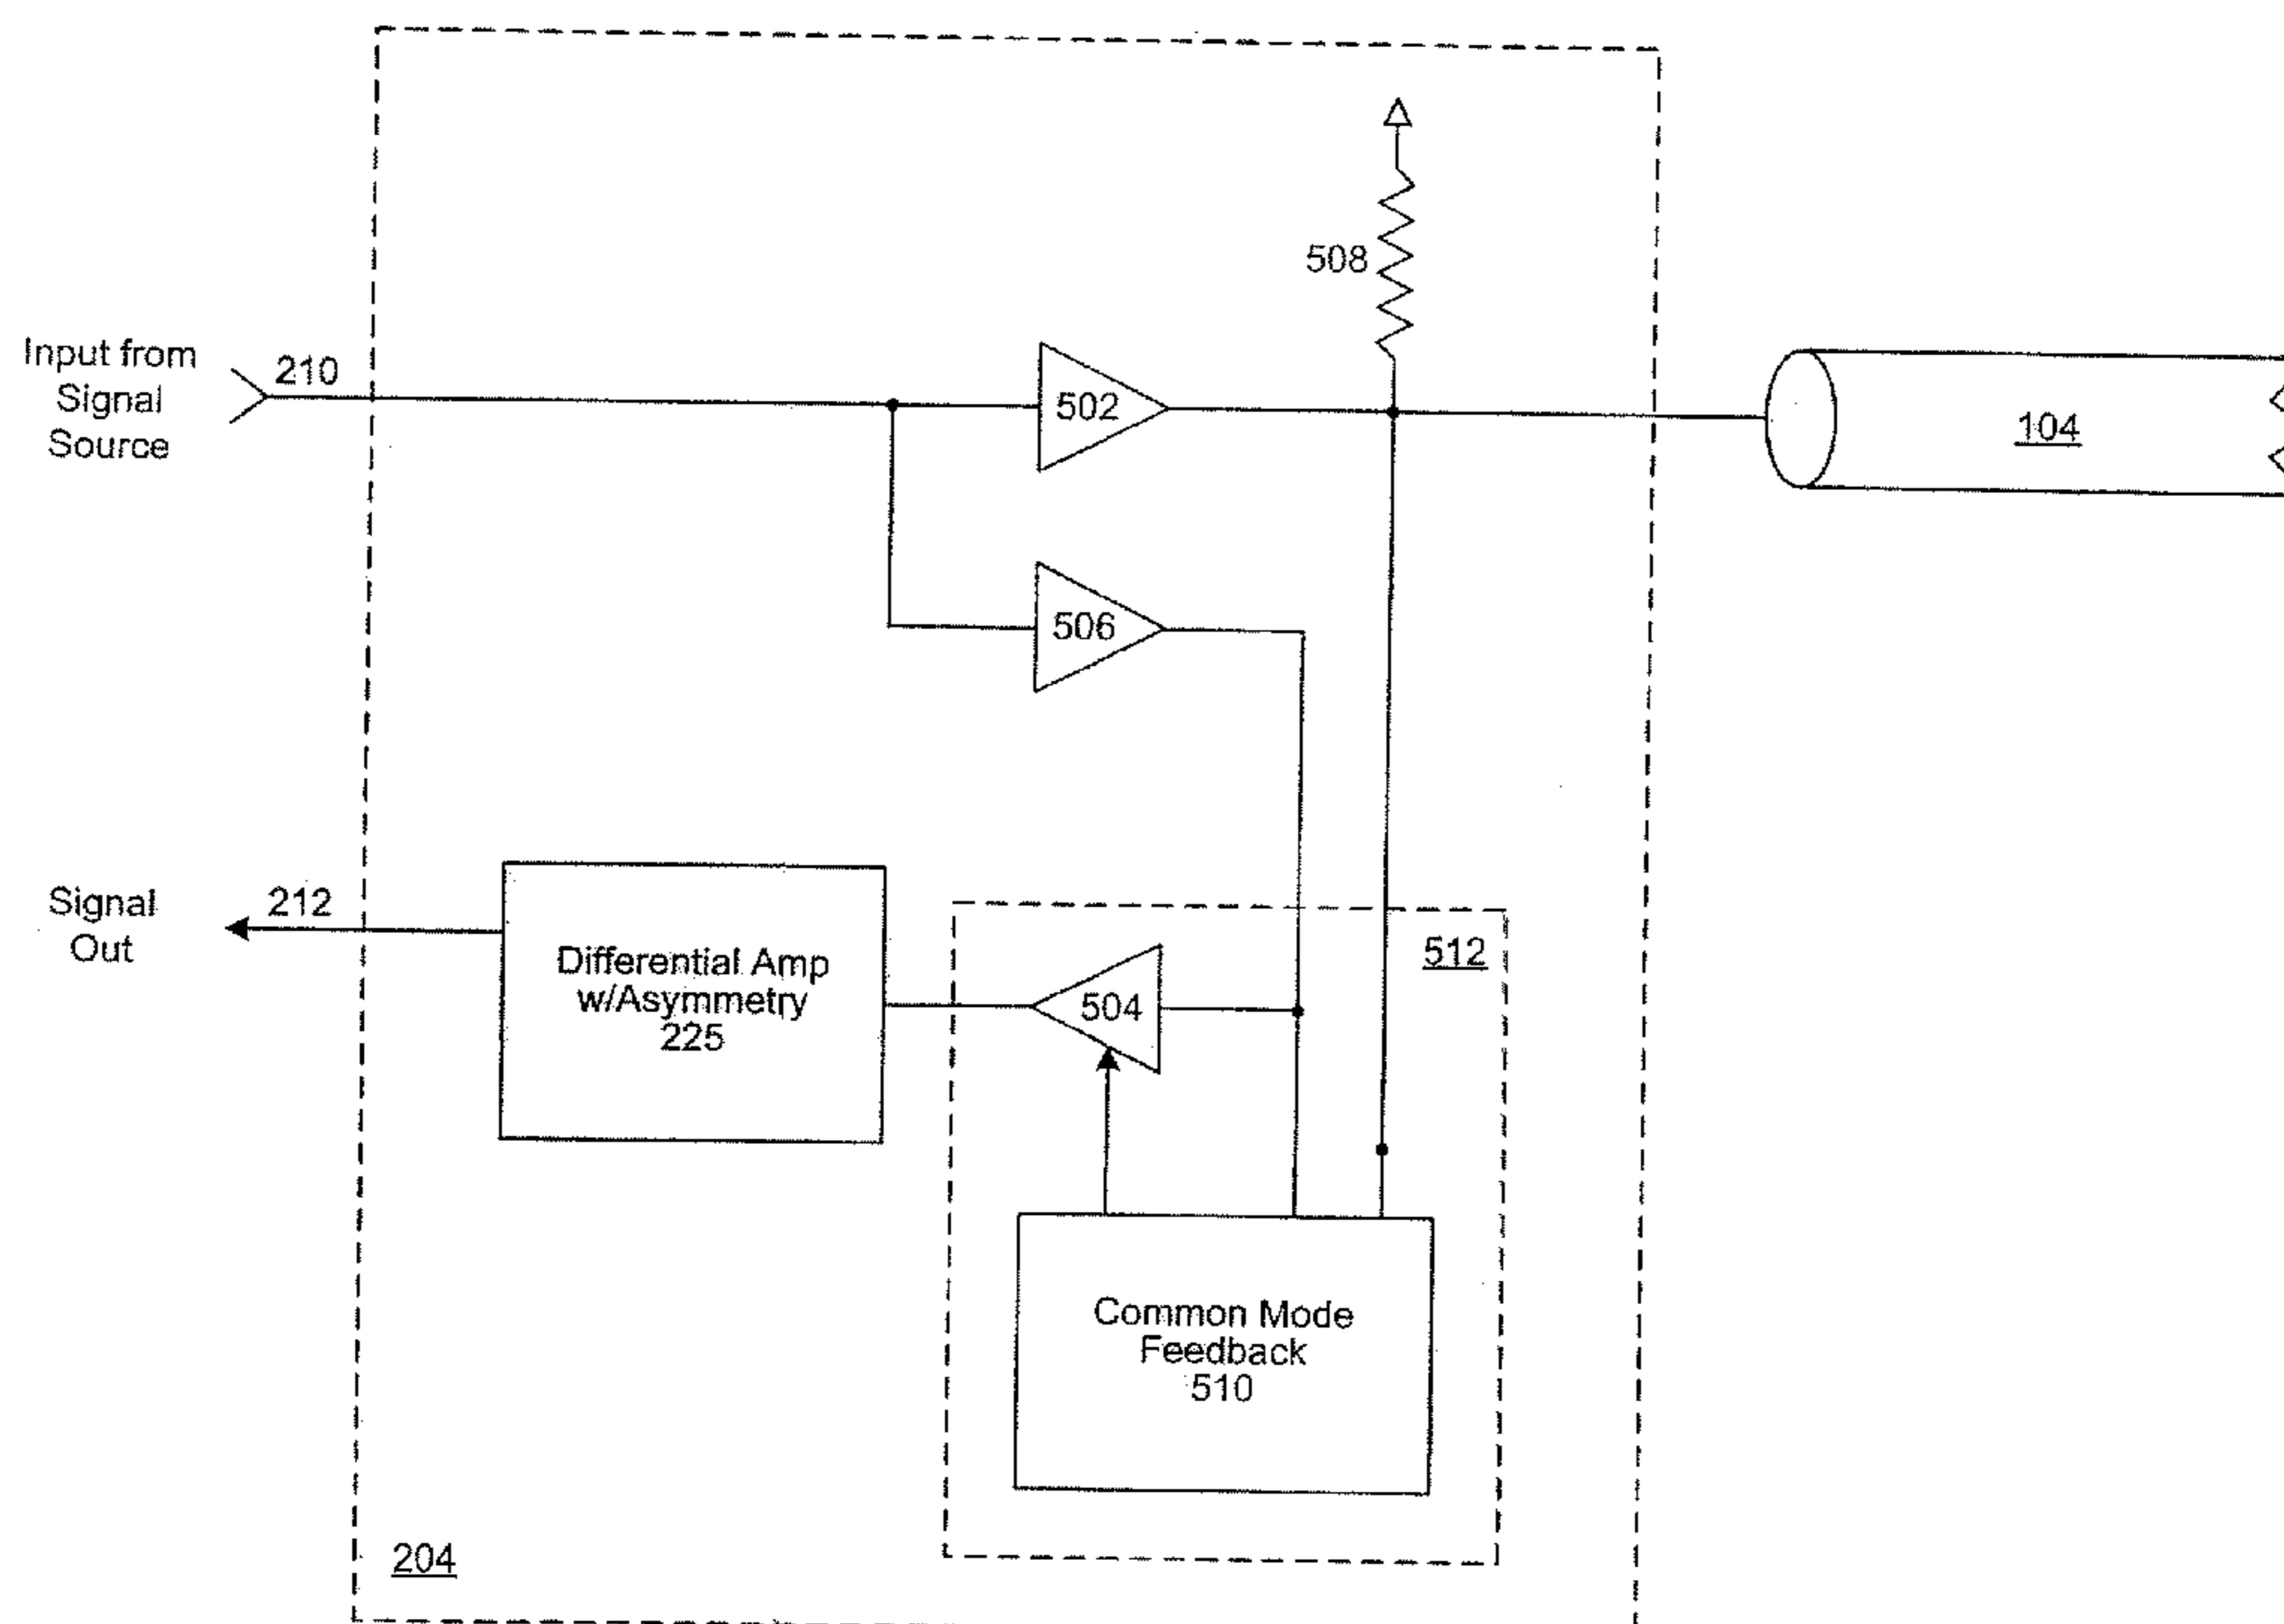 508
Input from
Signal
Source
210
502
104
506
Signal
Out
212
Differential Amp
w/Asymmetry
225
504
512
Common Mode
Feedback
510
204